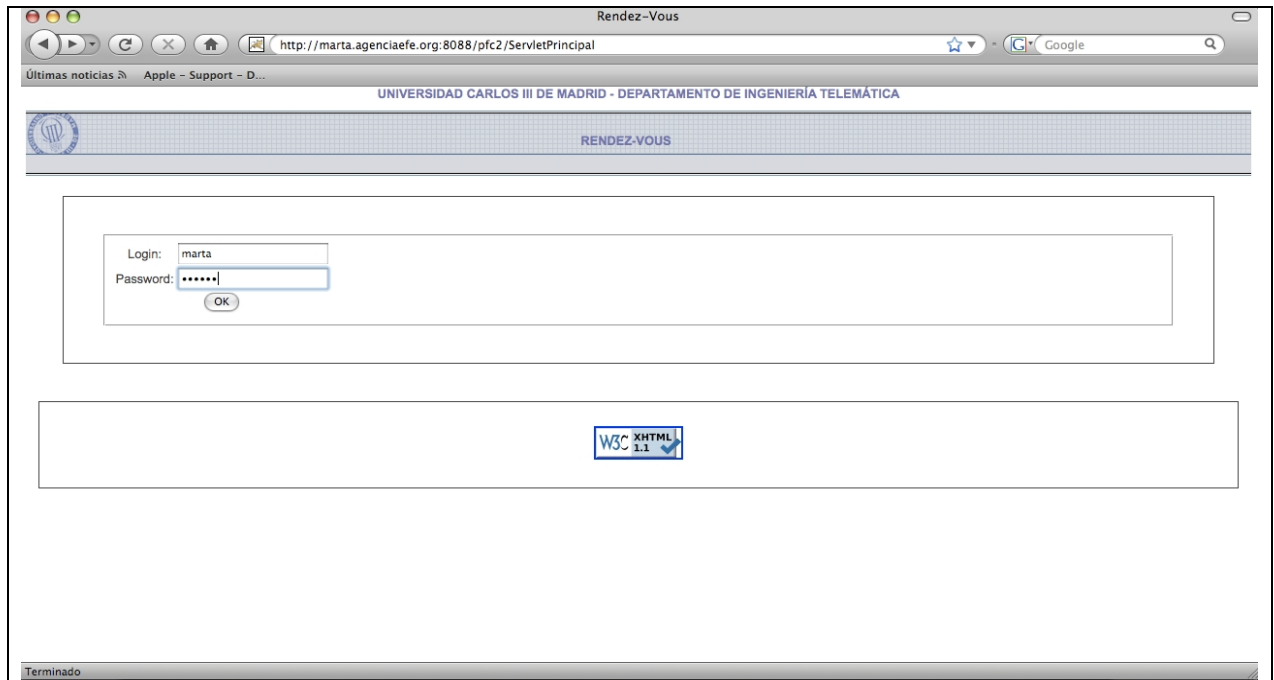 Rendez-Vous
http://marta.agenciaefe.org:8088/pfc2/ServletPrincipal
Google
Últimas noticias
Apple - Support - D...
UNIVERSIDAD CARLOS III DE MADRID - DEPARTAMENTO DE INGENIERÍA TELEMÁTICA
RENDEZ-VOUS
Login: marta
Password: ••••••
OK
W3C XHTML
1.1
Terminado